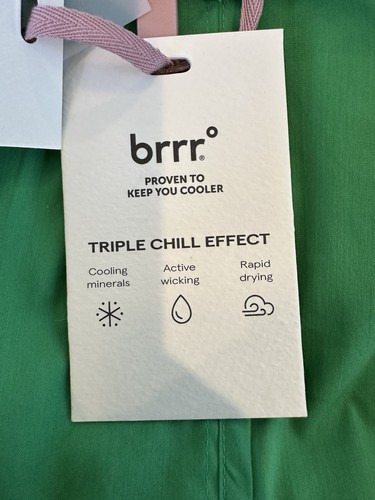 brrr°®
PROVEN TO
KEEP YOU COOLER
TRIPLE CHILL EFFECT
Cooling
minerals
Active
wicking
Rapid
drying